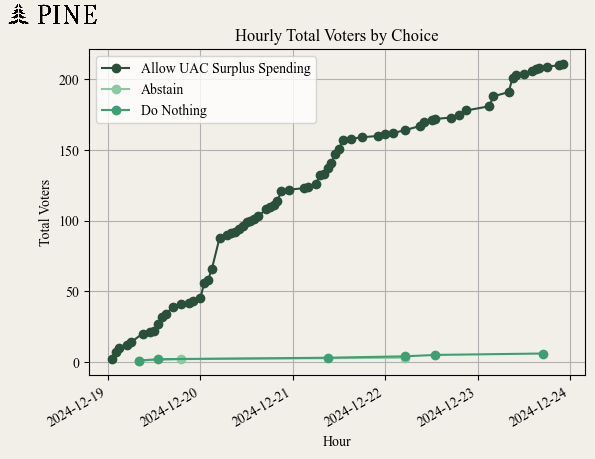 PINE
Hourly Total Voters by Choice
Allow UAC Surplus Spending
Abstain
Do Nothing
Total Voters
200
150
100
50
0
2024-12-19
2024-12-20
2024-12-21
2024-12-22
2024-12-23
2024-12-24
Hour